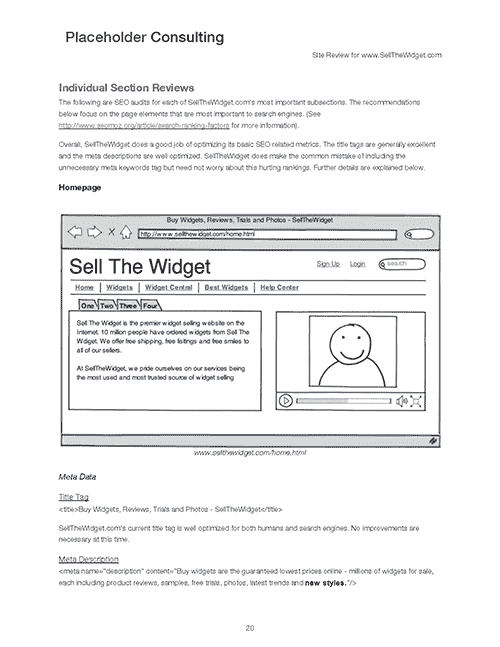 Placeholder Consulting
Site Review for www.SellTheWidget.com
Individual Section Reviews
The following are SEO audits for each of SellTheWidget.com's most important subsections. The recommendations
below focus on the page elements that are most important to search engines. (See
http://www.seomoz.org/article/search-ranking-factors for more information).
Overall, SellTheWidget does a good job of optimizing its basic SEO related metrics. The title tags are generally excellent
and the meta descriptions are well optimized. SellTheWidget does make the common mistake of including the
unnecessary meta keywords tag but need not worry about this hurting rankings. Further details are explained below.
Homepage
Buy Widgets, Reviews, Trials and Photos - SellTheWidget
http://www.sellthewidget.com/home.html
Sell The Widget
Sign Up Login search
Home Widgets Widget Central Best Widgets Help Center
One Two Three Four
Sell The Widget is the premier widget selling website on the
Internet. 10 million people have ordered widgets from Sell The
Widget. We offer free shipping, free listings and free smiles to
all of our sellers.
At SellTheWidget, we pride ourselves on our services being
the most used and most trusted source of widget selling
www.sellthewidget.com/home.html
Meta Data
Title Tag
<title>Buy Widgets, Reviews, Trials and Photos - SellTheWidget</title>
SellTheWidget.com's current title tag is well optimized for both humans and search engines. No improvements are
necessary at this time.
Meta Description
<meta name="description" content="Buy widgets are the guaranteed lowest prices online - millions of widgets for sale,
each including product reviews, samples, free trials, photos, latest trends and new styles."/>
20